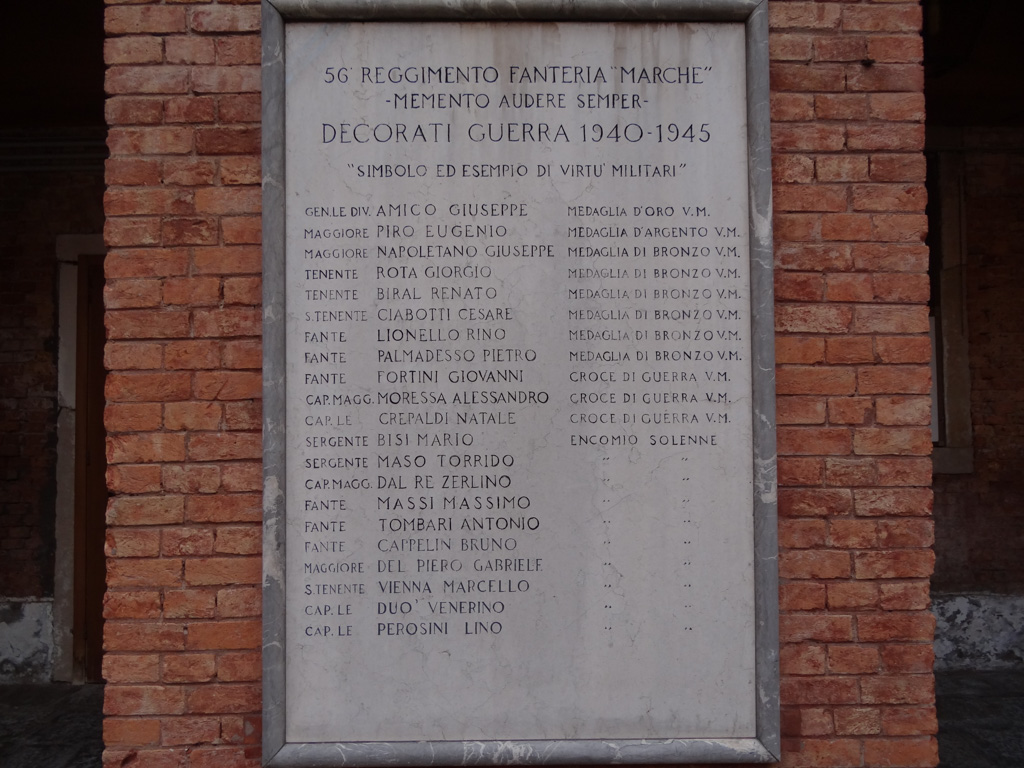 56° REGGIMENTO FANTERIA "MARCHE"
-MEMENTO AUDERE SEMPER-
DECORATI GUERRA 1940-1945
"SIMBOLO ED ESEMPIO DI VIRTU' MILITARI"
GEN.LE DIV. AMICO GIUSEPPE MEDAGLIA D'ORO V.M.
MAGGIORE PIRO EUGENIO MEDAGLIA D'ARGENTO V.M.
MAGGIORE NAPOLETANO GIUSEPPE MEDAGLIA DI BRONZO V.M.
TENENTE ROTA GIORGIO MEDAGLIA DI BRONZO V.M.
TENENTE BIRAL RENATO MEDAGLIA DI BRONZO V.M.
S.TENENTE CIABOTTI CESARE MEDAGLIA DI BRONZO V.M.
FANTE LIONELLO RINO MEDAGLIA DI BRONZO V.M.
FANTE PALMADESSO PIETRO MEDAGLIA DI BRONZO V.M.
FANTE FORTINI GIOVANNI CROCE DI GUERRA V.M.
CAP.MAGG. MORESSA ALESSANDRO CROCE DI GUERRA V.M.
CAP.LE CREPALDI NATALE CROCE DI GUERRA V.M.
SERGENTE BISI MARIO ENCOMIO SOLENNE
SERGENTE MASO TORRIDO " "
CAP.MAGG. DAL RE ZERLINO " "
FANTE MASSI MASSIMO " "
FANTE TOMBARI ANTONIO " "
FANTE CAPPELIN BRUNO " "
MAGGIORE DEL PIERO GABRIELE " "
S.TENENTE VIENNA MARCELLO " "
CAP.LE DUO' VENERINO " "
CAP.LE PEROSINI LINO " "